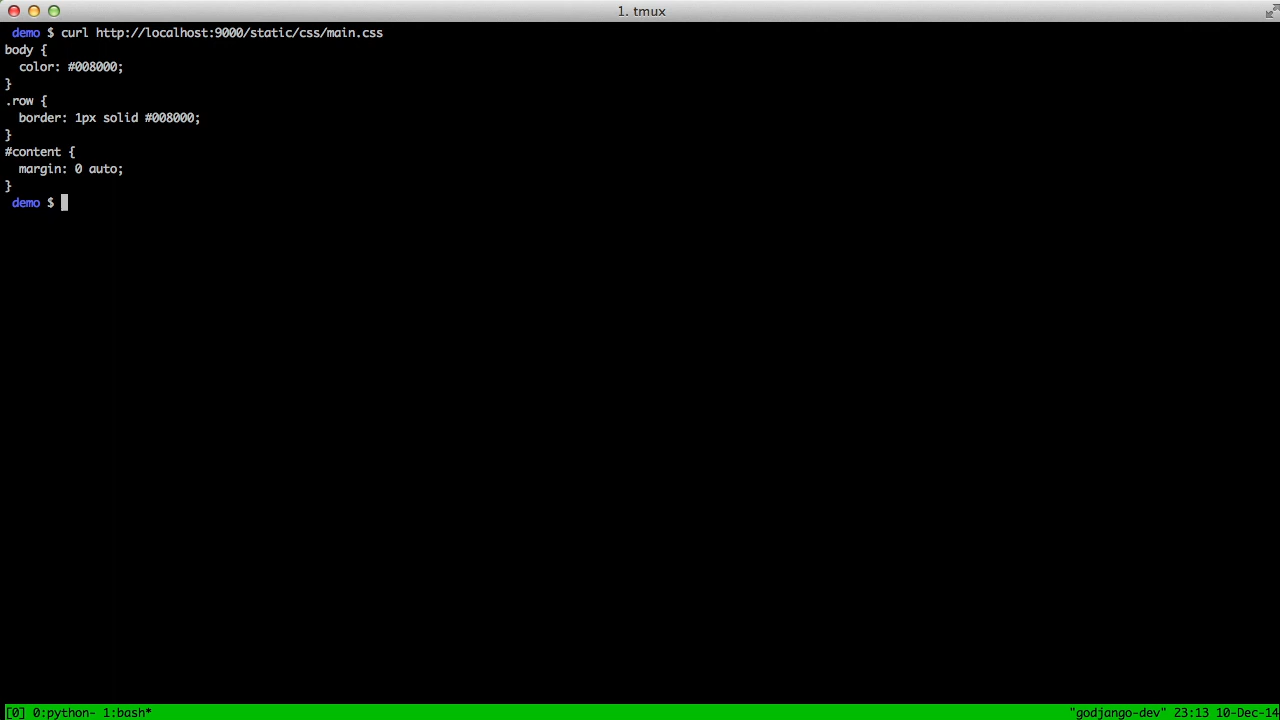 1. tmux
demo $ curl http://localhost:9000/static/css/main.css
body {
  color: #008000;
}
.row {
  border: 1px solid #008000;
}
#content {
  margin: 0 auto;
}
demo $
[0] 0:python- 1:bash* "godjango-dev" 23:13 10-Dec-14